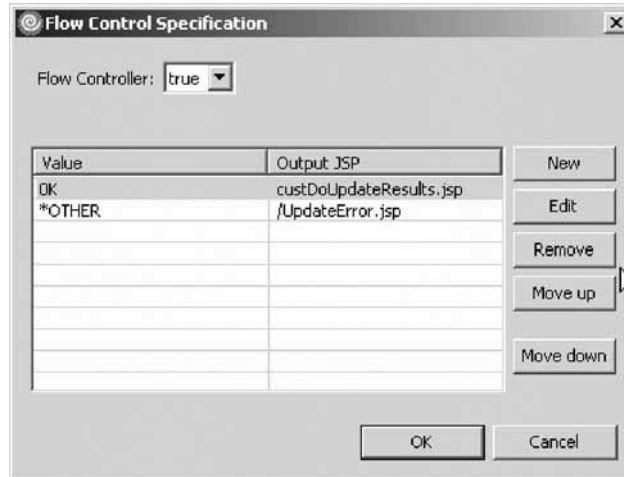 Flow Control Specification
Flow Controller: true
Value Output JSP New
OK custDoUpdateResults.jsp
*OTHER /UpdateError.jsp Edit
Remove
Move up
Move down
OK Cancel